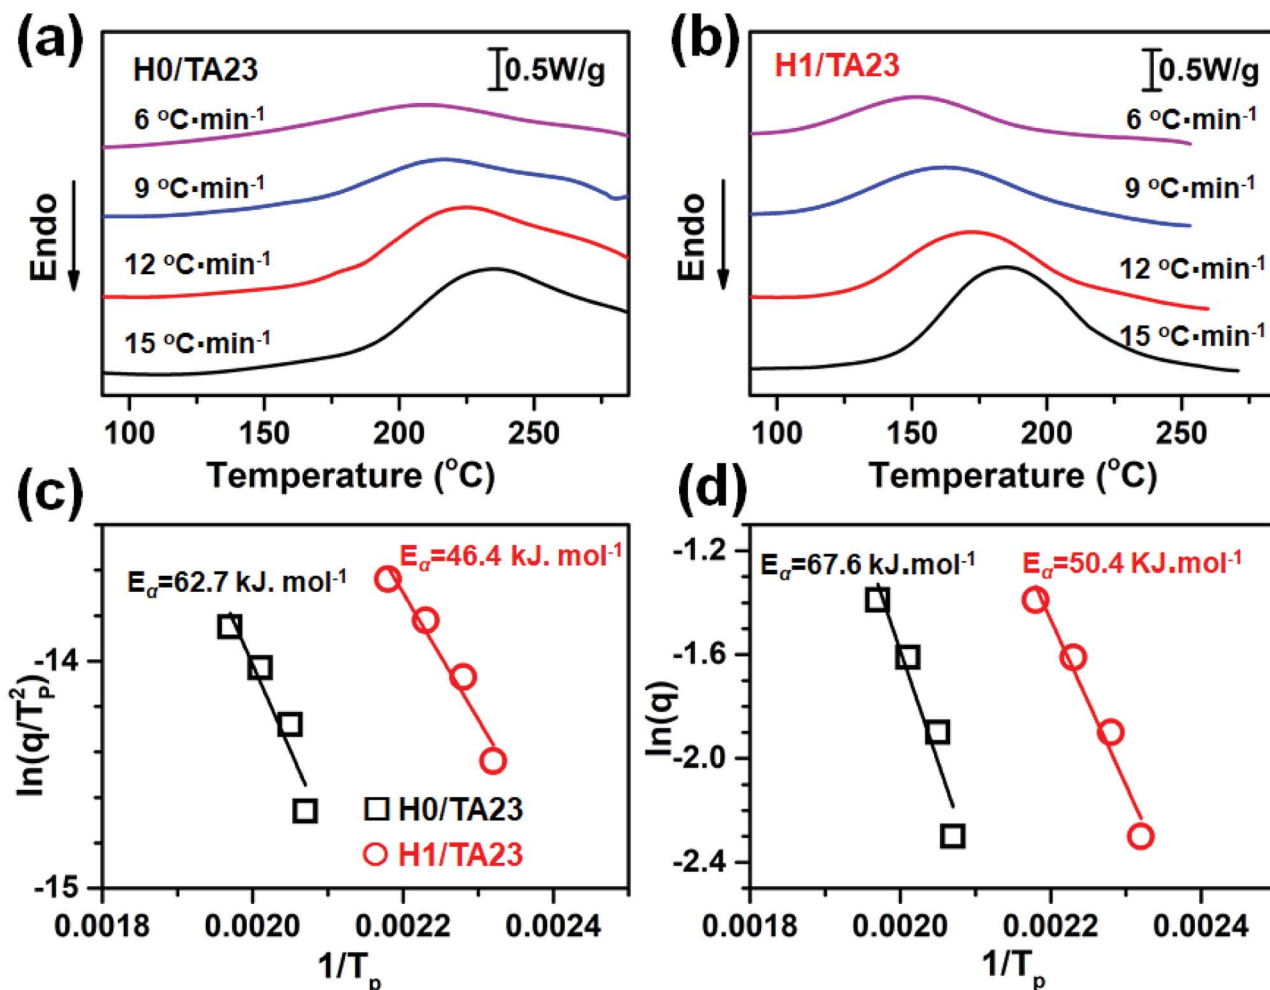 (a)
H0/TA23
0.5W/g
6 °C·min⁻¹
9 °C·min⁻¹
12 °C·min⁻¹
15 °C·min⁻¹
Endo
100 150 200 250
Temperature (°C)
(b)
H1/TA23
0.5W/g
6 °C·min⁻¹
9 °C·min⁻¹
12 °C·min⁻¹
15 °C·min⁻¹
Endo
100 150 200 250
Temperature (°C)
(c)
Eα=46.4 kJ. mol⁻¹
Eα=62.7 kJ. mol⁻¹
-14
-15
ln(q/T²P)
H0/TA23
H1/TA23
0.0018 0.0020 0.0022 0.0024
1/Tp
(d)
-1.2
-1.6
-2.0
-2.4
ln(q)
Eα=67.6 kJ.mol⁻¹
Eα=50.4 KJ.mol⁻¹
0.0018 0.0020 0.0022 0.0024
1/Tp